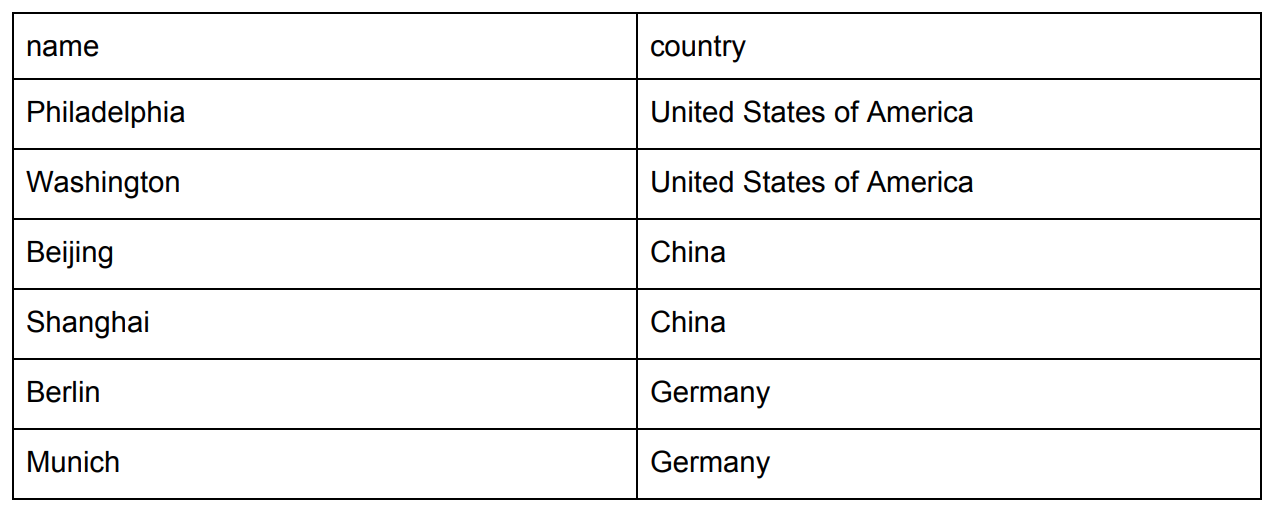 name country
Philadelphia United States of America
Washington United States of America
Beijing China
Shanghai China
Berlin Germany
Munich Germany